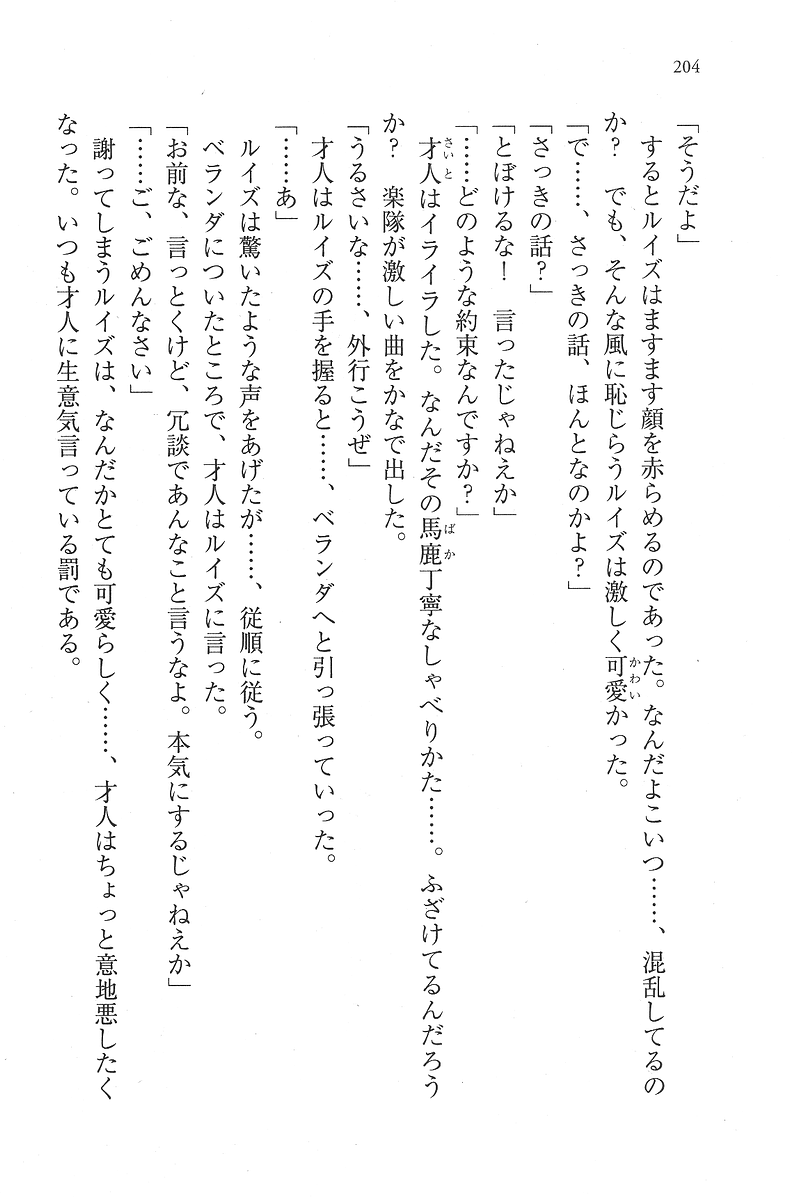 204
「そうだよ」
　するとルイズはますます顔を赤らめるのであった。なんだよこいつ……、混乱してるの
か？　でも、そんな風に恥じらうルイズは激しく可愛かった。
「で……、さっきの話、ほんとなのかよ？」
「さっきの話？」
「とぼけるな！　言ったじゃねえか」
「……どのような約束なんですか？」
　才人はイライラした。なんだその馬鹿丁寧なしゃべりかた……。ふざけてるんだろう
か？　楽隊が激しい曲をかなで出した。
「うるさいな……、外行こうぜ」
　才人はルイズの手を握ると……、ベランダへと引っ張っていった。
「……あ」
　ルイズは驚いたような声をあげたが……、従順に従う。
　ベランダについたところで、才人はルイズに言った。
「お前な、言っとくけど、冗談であんなこと言うなよ。本気にするじゃねえか」
「……ご、ごめんなさい」
　謝ってしまうルイズは、なんだかとても可愛らしく……、才人はちょっと意地悪したく
なった。いつも才人に生意気言っている罰である。